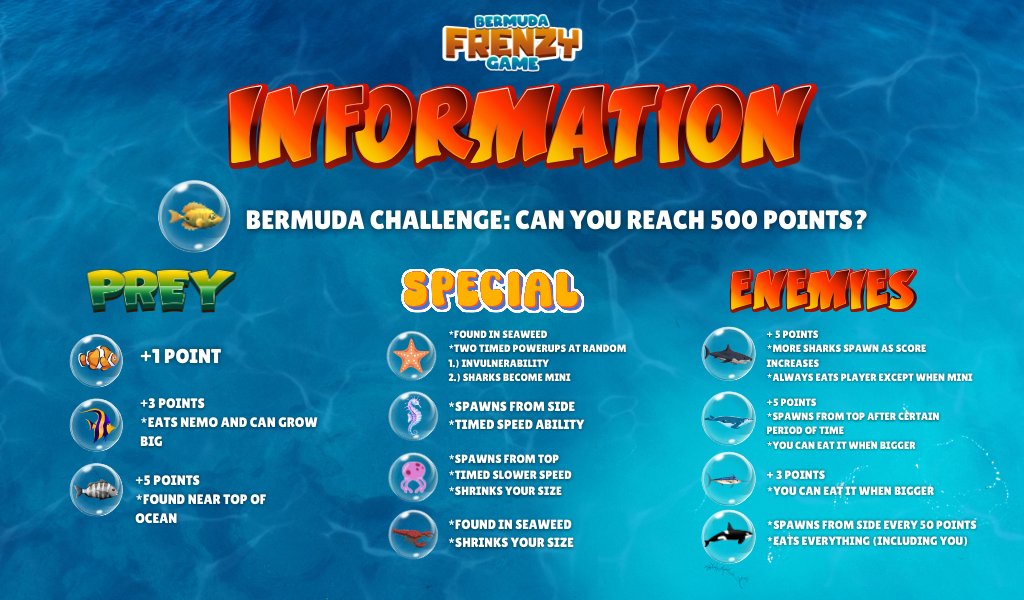 BERMUDA
FRENZY
GAME
INFORMATION
BERMUDA CHALLENGE: CAN YOU REACH 500 POINTS?
PREY
+1 POINT
+3 POINTS
*EATS NEMO AND CAN GROW
BIG
+5 POINTS
*FOUND NEAR TOP OF
OCEAN
SPECIAL
*FOUND IN SEAWEED
*TWO TIMED POWERUPS AT RANDOM
1.) INVULNERABILITY
2.) SHARKS BECOME MINI
*SPAWNS FROM SIDE
*TIMED SPEED ABILITY
*SPAWNS FROM TOP
*TIMED SLOWER SPEED
*SHRINKS YOUR SIZE
*FOUND IN SEAWEED
*SHRINKS YOUR SIZE
ENEMIES
+ 5 POINTS
*MORE SHARKS SPAWN AS SCORE
INCREASES
*ALWAYS EATS PLAYER EXCEPT WHEN MINI
+5 POINTS
*SPAWNS FROM TOP AFTER CERTAIN
PERIOD OF TIME
*YOU CAN EAT IT WHEN BIGGER
+ 3 POINTS
*YOU CAN EAT IT WHEN BIGGER
*SPAWNS FROM SIDE EVERY 50 POINTS
*EATS EVERYTHING (INCLUDING YOU)